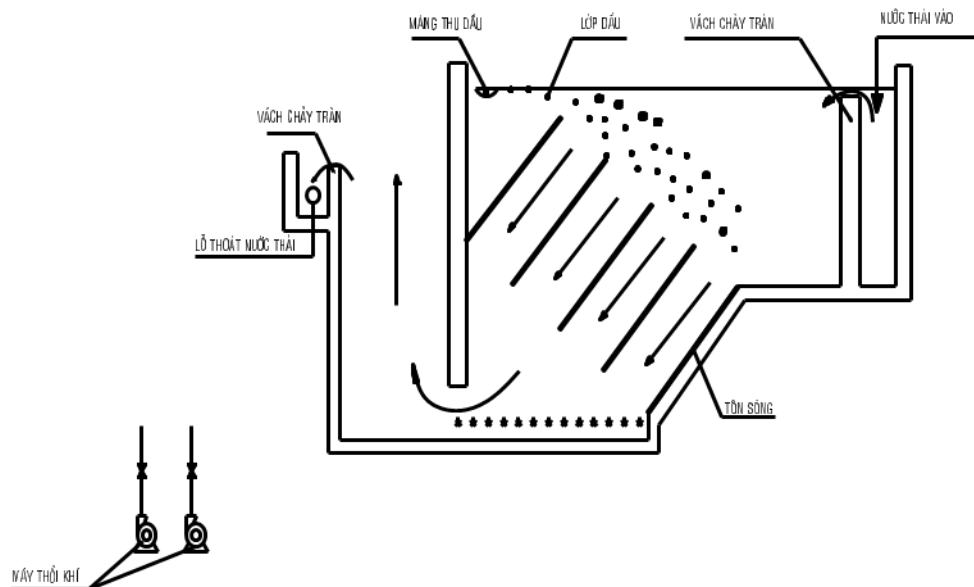 MÁNG THU DẦU
LỚP DẦU
VÁCH CHẢY TRÀN
NƯỚC THẢI VÀO
VÁCH CHẢY TRÀN
LỖ THOÁT NƯỚC THẢI
TÔN SÓNG
MÁY THỔI KHÍ